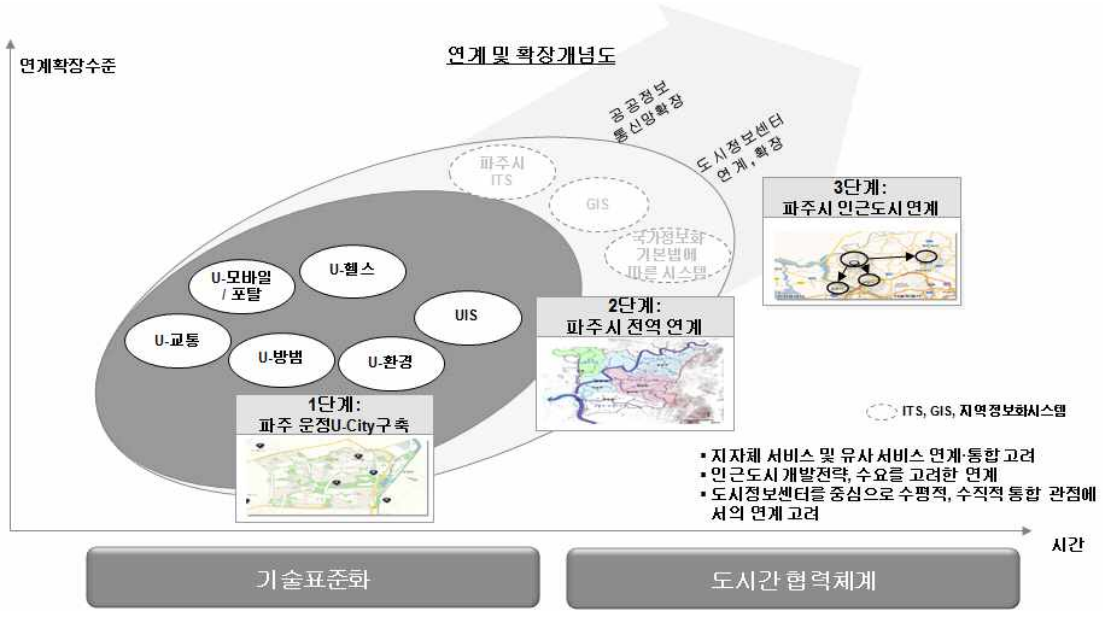 연계 및 확장개념도
연계확장수준
공공정보
통신망확장
도시정보센터
연계,확장
파주시
ITS
GIS
국가정보화
기본법에
따른 시스템
3단계:
파주시 인근도시 연계
U-모바일
/ 포탈
U-헬스
UIS
U-교통
U-방범
U-환경
2단계:
파주시 전역 연계
1단계:
파주 운정U-City구축
ITS, GIS, 지역정보화시스템
▪ 지자체 서비스 및 유사 서비스 연계·통합 고려
▪ 인근도시 개발전략, 수요를 고려한 연계
▪ 도시정보센터를 중심으로 수평적, 수직적 통합 관점에
서의 연계 고려
시간
기술표준화
도시간 협력체계